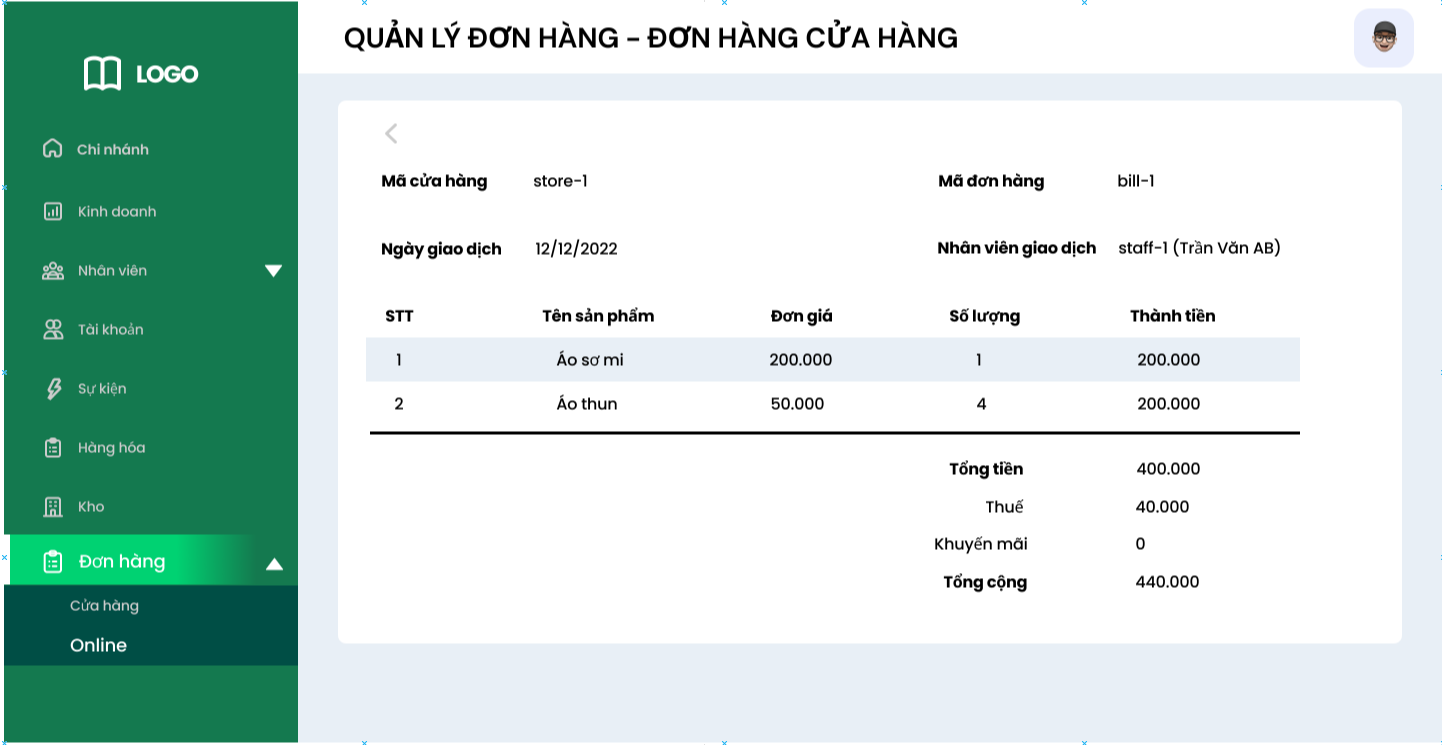 LOGO
Chi nhánh
Kinh doanh
Nhân viên
Tài khoản
Sự kiện
Hàng hóa
Kho
Đơn hàng
Cửa hàng
Online
QUẢN LÝ ĐƠN HÀNG - ĐƠN HÀNG CỬA HÀNG
Mã cửa hàng store-1 Mã đơn hàng bill-1
Ngày giao dịch 12/12/2022 Nhân viên giao dịch staff-1 (Trần Văn AB)
STT Tên sản phẩm Đơn giá Số lượng Thành tiền
1 Áo sơ mi 200.000 1 200.000
2 Áo thun 50.000 4 200.000
Tổng tiền 400.000
Thuế 40.000
Khuyến mãi 0
Tổng cộng 440.000